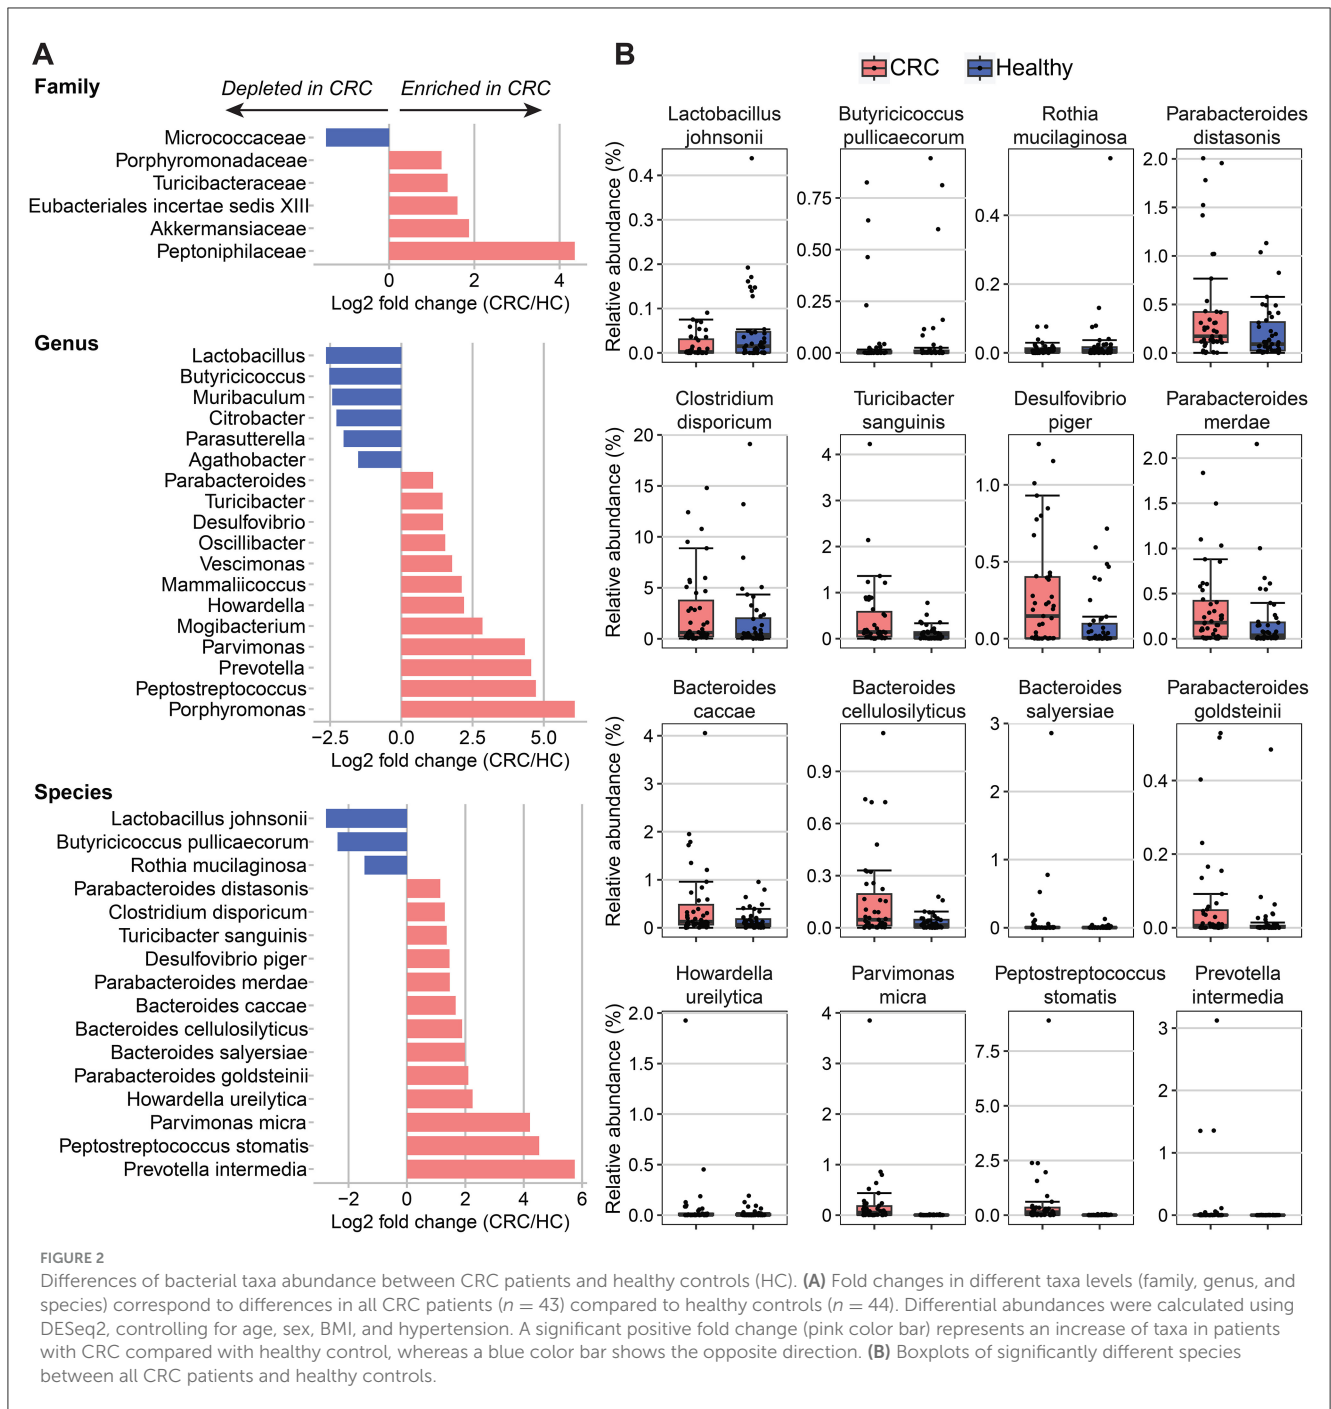 A
Family
Depleted in CRC
Enriched in CRC
Micrococcaceae
Porphyromonadaceae
Turicibacteraceae
Eubacteriales incertae sedis XIII
Akkermansiaceae
Peptoniphilaceae
0 2 4
Log2 fold change (CRC/HC)
Genus
Lactobacillus
Butyricicoccus
Muribaculum
Citrobacter
Parasutterella
Agathobacter
Parabacteroides
Turicibacter
Desulfovibrio
Oscillibacter
Vescimonas
Mammaliicoccus
Howardella
Mogibacterium
Parvimonas
Prevotella
Peptostreptococcus
Porphyromonas
−2.5 0.0 2.5 5.0
Log2 fold change (CRC/HC)
Species
Lactobacillus johnsonii
Butyricicoccus pullicaecorum
Rothia mucilaginosa
Parabacteroides distasonis
Clostridium disporicum
Turicibacter sanguinis
Desulfovibrio piger
Parabacteroides merdae
Bacteroides caccae
Bacteroides cellulosilyticus
Bacteroides salyersiae
Parabacteroides goldsteinii
Howardella ureilytica
Parvimonas micra
Peptostreptococcus stomatis
Prevotella intermedia
−2 0 2 4 6
Log2 fold change (CRC/HC)
B
CRC
Healthy
Lactobacillus
johnsonii
Relative abundance (%)
0.4
0.3
0.2
0.1
0.0
Butyricicoccus
pullicaecorum
0.75
0.50
0.25
0.00
Rothia
mucilaginosa
0.4
0.2
0.0
Parabacteroides
distasonis
2.0
1.5
1.0
0.5
0.0
Clostridium
disporicum
Relative abundance (%)
20
15
10
5
0
Turicibacter
sanguinis
4
3
2
1
0
Desulfovibrio
piger
1.0
0.5
0.0
Parabacteroides
merdae
2.0
1.5
1.0
0.5
0.0
Bacteroides
caccae
Relative abundance (%)
4
3
2
1
0
Bacteroides
cellulosilyticus
0.9
0.6
0.3
0.0
Bacteroides
salyersiae
3
2
1
0
Parabacteroides
goldsteinii
0.4
0.2
0.0
Howardella
ureilytica
Relative abundance (%)
2.0
1.0
0.5
0.0
Parvimonas
micra
4
3
2
1
0
Peptostreptococcus
stomatis
7.5
5.0
2.5
0.0
Prevotella
intermedia
3
2
1
0
FIGURE 2
Differences of bacterial taxa abundance between CRC patients and healthy controls (HC). (A) Fold changes in different taxa levels (family, genus, and
species) correspond to differences in all CRC patients (n = 43) compared to healthy controls (n = 44). Differential abundances were calculated using
DESeq2, controlling for age, sex, BMI, and hypertension. A significant positive fold change (pink color bar) represents an increase of taxa in patients
with CRC compared with healthy control, whereas a blue color bar shows the opposite direction. (B) Boxplots of significantly different species
between all CRC patients and healthy controls.